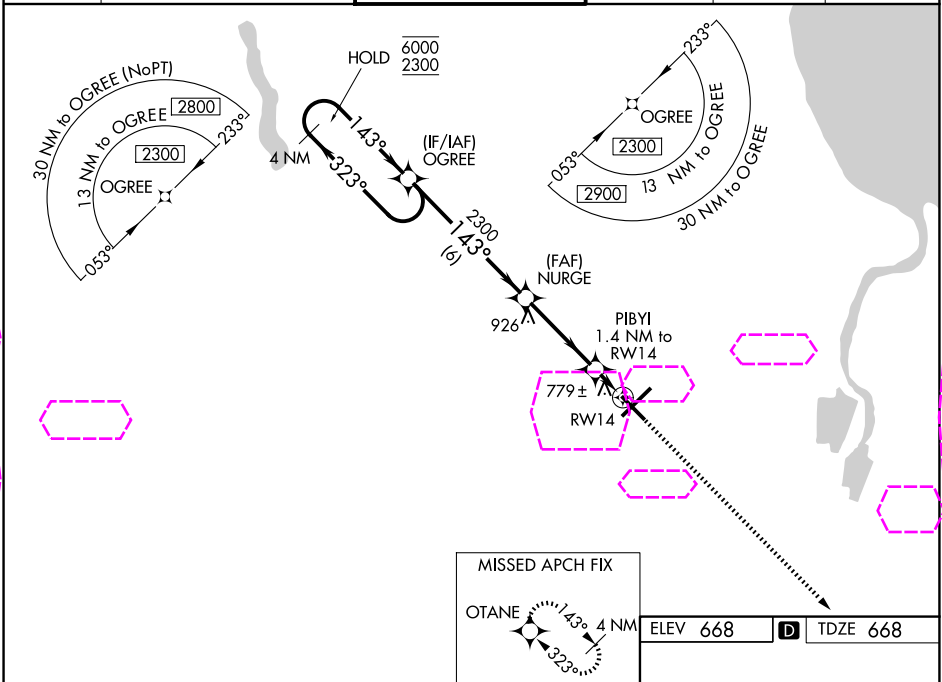 30 NM to OGREE (NoPT)
2800
13 NM to OGREE
2300
233°
OGREE
053°
HOLD
6000
2300
4 NM
143°
323°
(IF/IAF)
OGREE
2300
143°
(6)
(FAF)
NURGE
926
PIBYI
1.4 NM to
RW14
779±
RW14
233°
OGREE
2300
13 NM to OGREE
053°
2900
30 NM to OGREE
MISSED APCH FIX
OTANE
143°
4 NM
323°
ELEV 668
D
TDZE 668